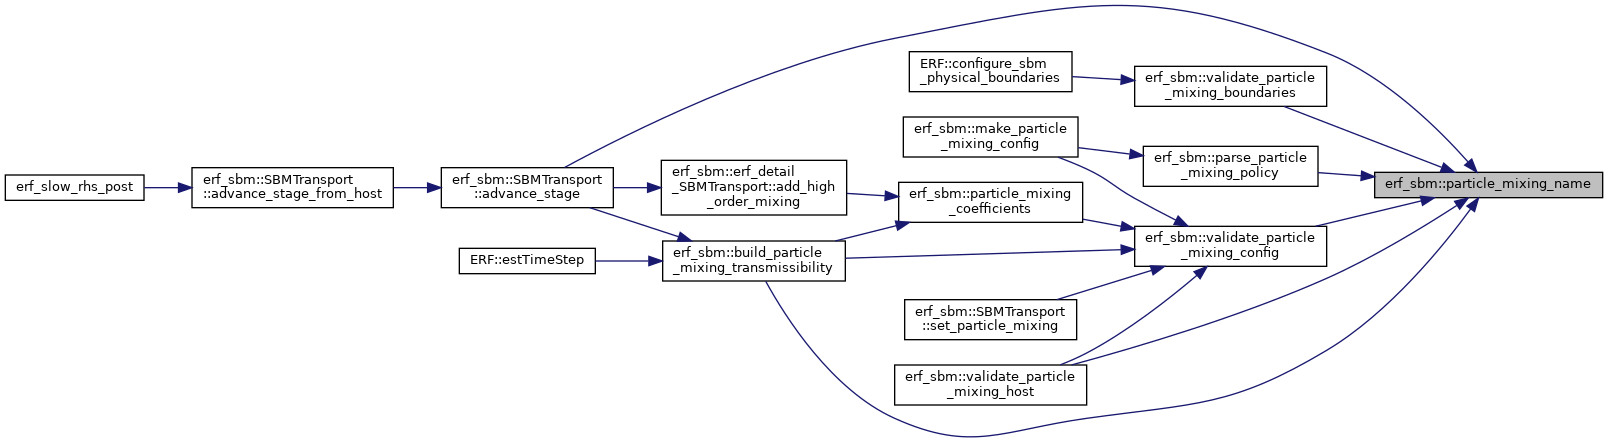 ERF::configure_sbm
_physical_boundaries
erf_sbm::validate_particle
_mixing_boundaries
erf_sbm::make_particle
_mixing_config
erf_sbm::parse_particle
_mixing_policy
erf_slow_rhs_post
erf_sbm::SBMTransport
::advance_stage_from_host
erf_sbm::SBMTransport
::advance_stage
erf_sbm::erf_detail
_SBMTransport::add_high
_order_mixing
erf_sbm::particle_mixing
_coefficients
erf_sbm::particle_mixing_name
ERF::estTimeStep
erf_sbm::build_particle
_mixing_transmissibility
erf_sbm::validate_particle
_mixing_config
erf_sbm::SBMTransport
::set_particle_mixing
erf_sbm::validate_particle
_mixing_host